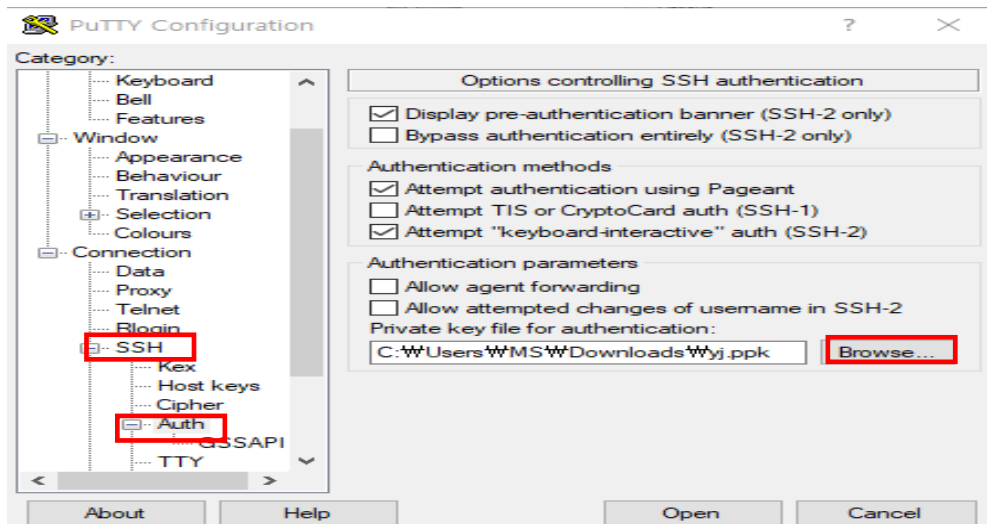 PuTTY Configuration
?
Category:
Keyboard
Bell
Features
Window
Appearance
Behaviour
Translation
Selection
Colours
Connection
Data
Proxy
Telnet
Rlogin
SSH
Kex
Host keys
Cipher
Auth
GSSAPI
TTY
Options controlling SSH authentication
Display pre-authentication banner (SSH-2 only)
Bypass authentication entirely (SSH-2 only)
Authentication methods
Attempt authentication using Pageant
Attempt TIS or CryptoCard auth (SSH-1)
Attempt "keyboard-interactive" auth (SSH-2)
Authentication parameters
Allow agent forwarding
Allow attempted changes of username in SSH-2
Private key file for authentication:
C:₩Users₩MS₩Downloads₩yj.ppk
Browse...
About
Help
Open
Cancel